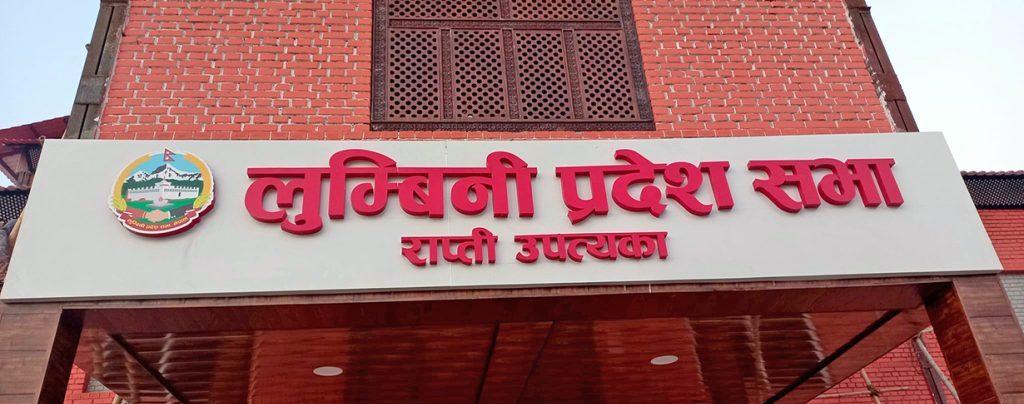 लुम्बिनी प्रदेश सभा
राप्ती उपत्यका